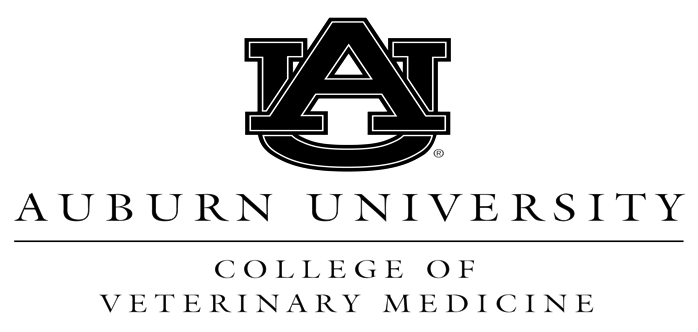 AU®
AUBURN UNIVERSITY
COLLEGE OF
VETERINARY MEDICINE